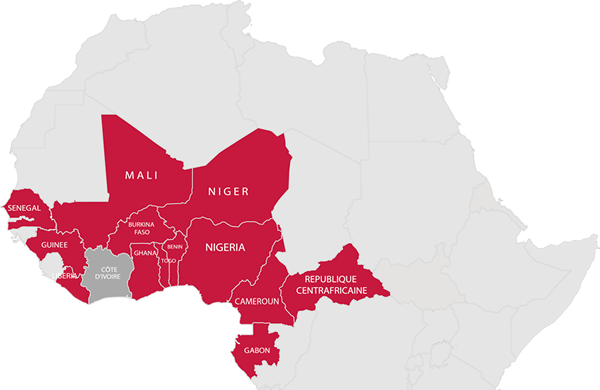 MALI
NIGER
SENEGAL
BURKINA
FASO
GUINEE
GHANA
BENIN
TOGO
NIGERIA
LIBERIA
CÔTE
D'IVOIRE
REPUBLIQUE
CENTRAFRICAINE
CAMEROUN
GABON